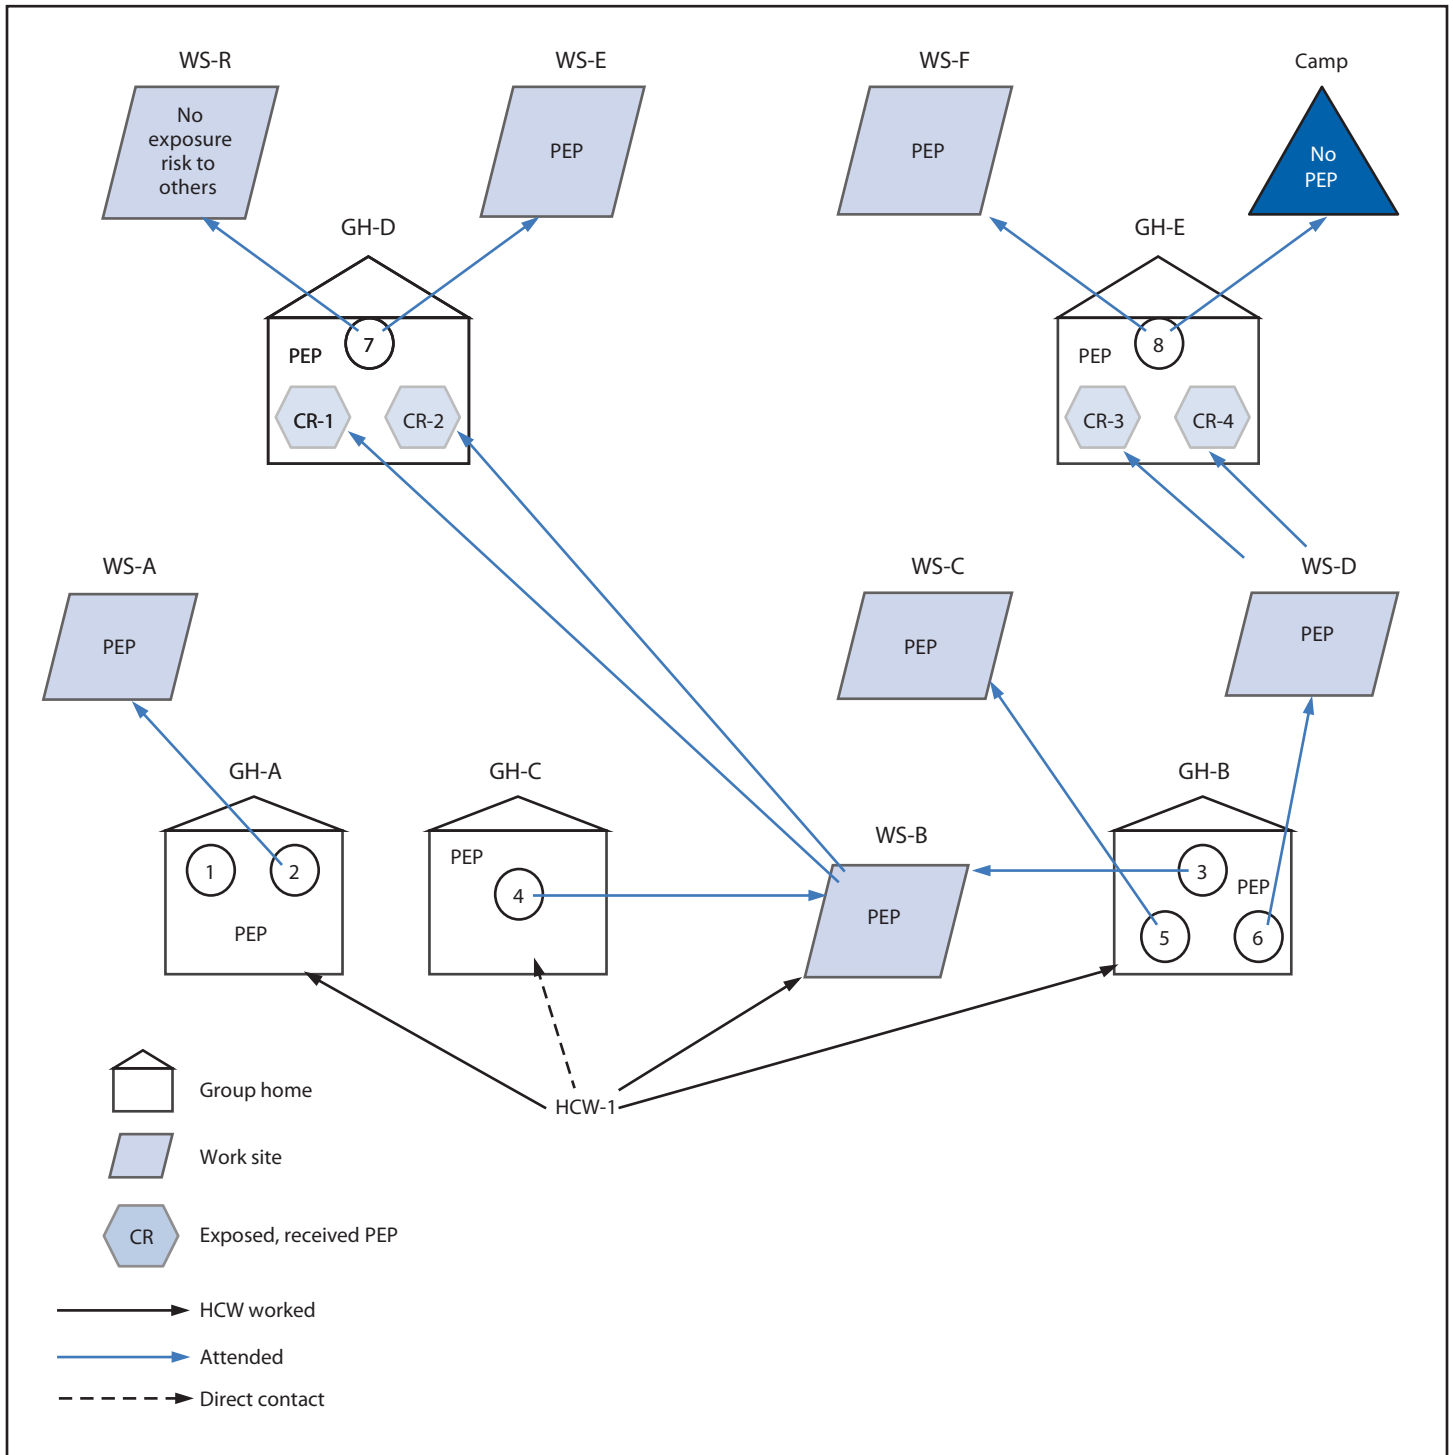 WS-R
WS-E
WS-F
Camp
No
exposure
risk to
others
PEP
PEP
No
PEP
GH-D
GH-E
7
PEP
8
PEP
CR-1
CR-2
CR-3
CR-4
WS-A
WS-C
WS-D
PEP
PEP
PEP
GH-A
GH-C
GH-B
WS-B
1
2
PEP
PEP
4
PEP
3
PEP
5
6
HCW-1
Group home
Work site
CR
Exposed, received PEP
HCW worked
Attended
Direct contact